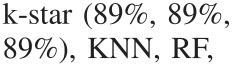 k-star (89%, 89%,
89%), KNN, RF,